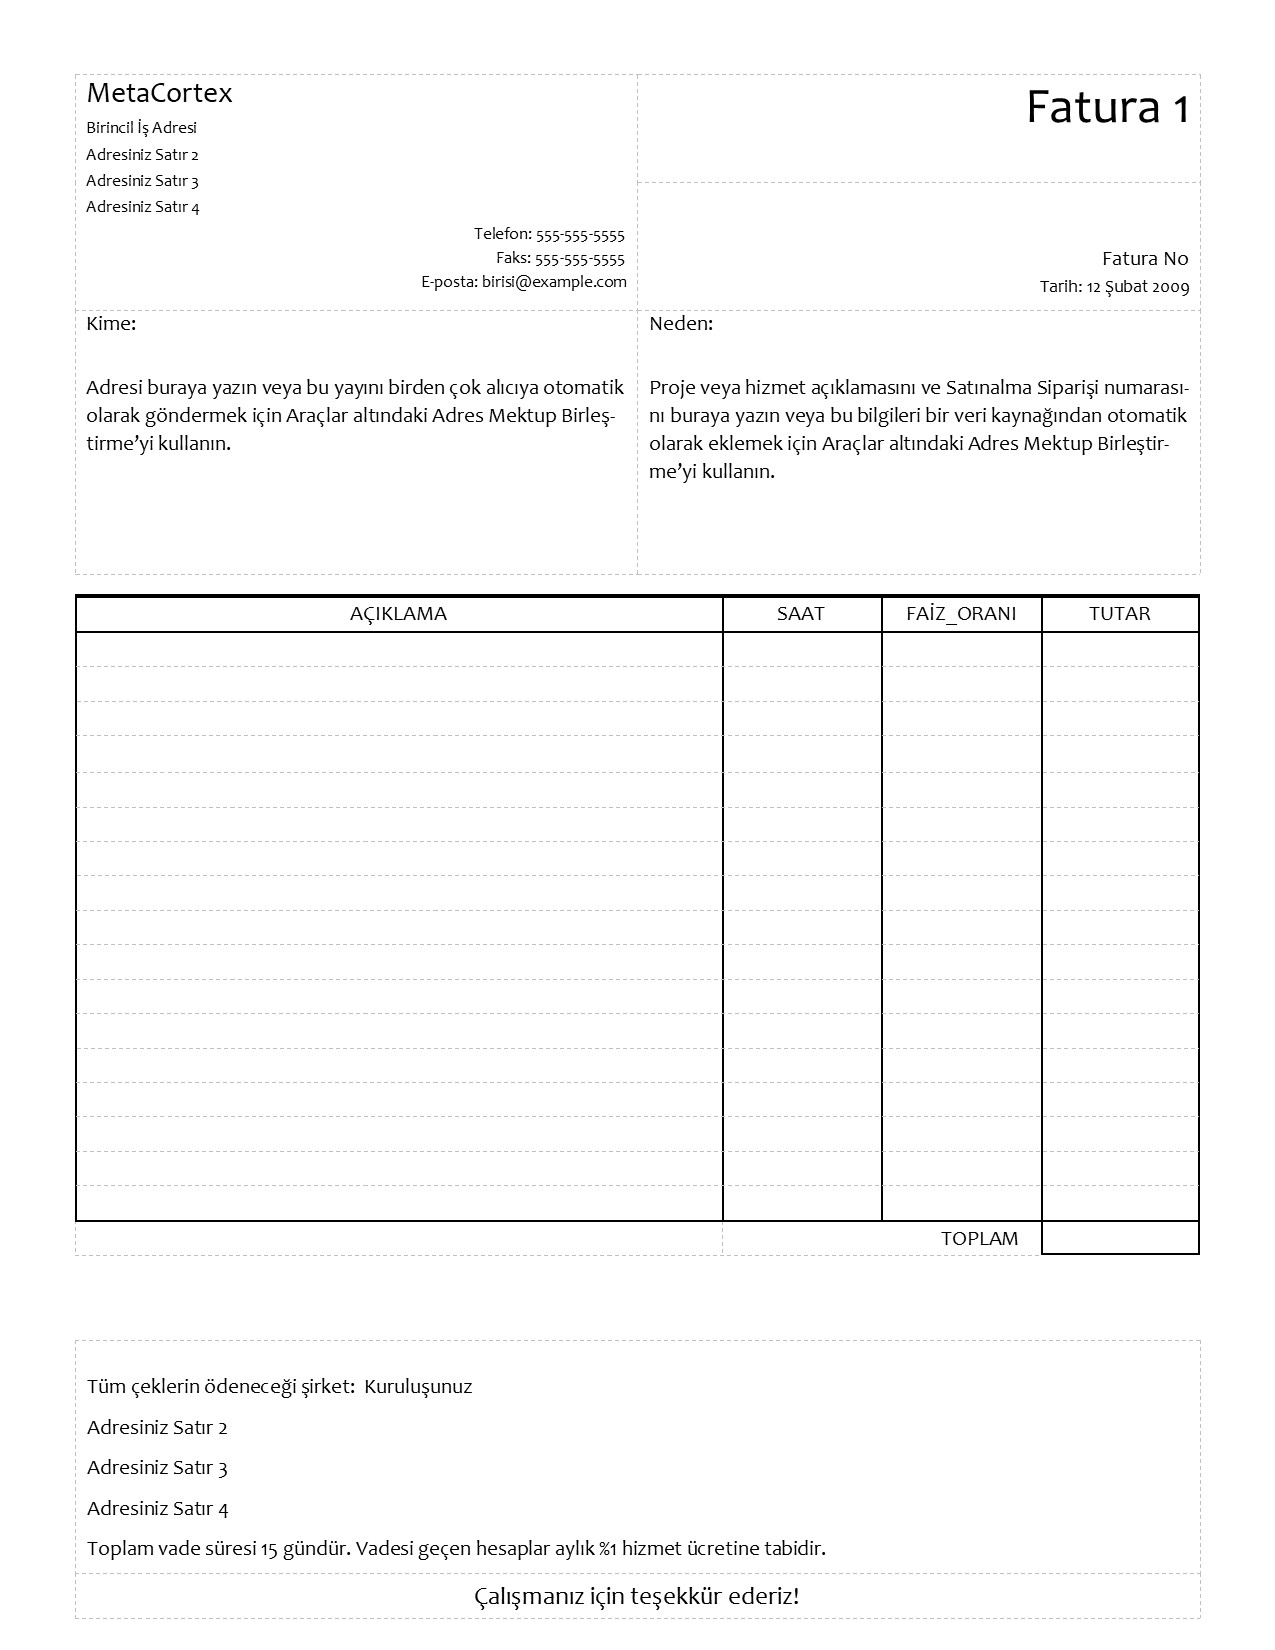 MetaCortex
Birincil İş Adresi
Adresiniz Satır 2
Adresiniz Satır 3
Adresiniz Satır 4
Telefon: 555-555-5555
Faks: 555-555-5555
E-posta: birisi@example.com
Fatura 1
Fatura No
Tarih: 12 Şubat 2009
Kime:
Adresi buraya yazın veya bu yayını birden çok alıcıya otomatik
olarak göndermek için Araçlar altındaki Adres Mektup Birleş-
tirme’yi kullanın.
Neden:
Proje veya hizmet açıklamasını ve Satınalma Siparişi numarası-
nı buraya yazın veya bu bilgileri bir veri kaynağından otomatik
olarak eklemek için Araçlar altındaki Adres Mektup Birleştir-
me’yi kullanın.
AÇIKLAMA SAAT FAİZ_ORANI TUTAR
TOPLAM
Tüm çeklerin ödeneceği şirket: Kuruluşunuz
Adresiniz Satır 2
Adresiniz Satır 3
Adresiniz Satır 4
Toplam vade süresi 15 gündür. Vadesi geçen hesaplar aylık %1 hizmet ücretine tabidir.
Çalışmanız için teşekkür ederiz!